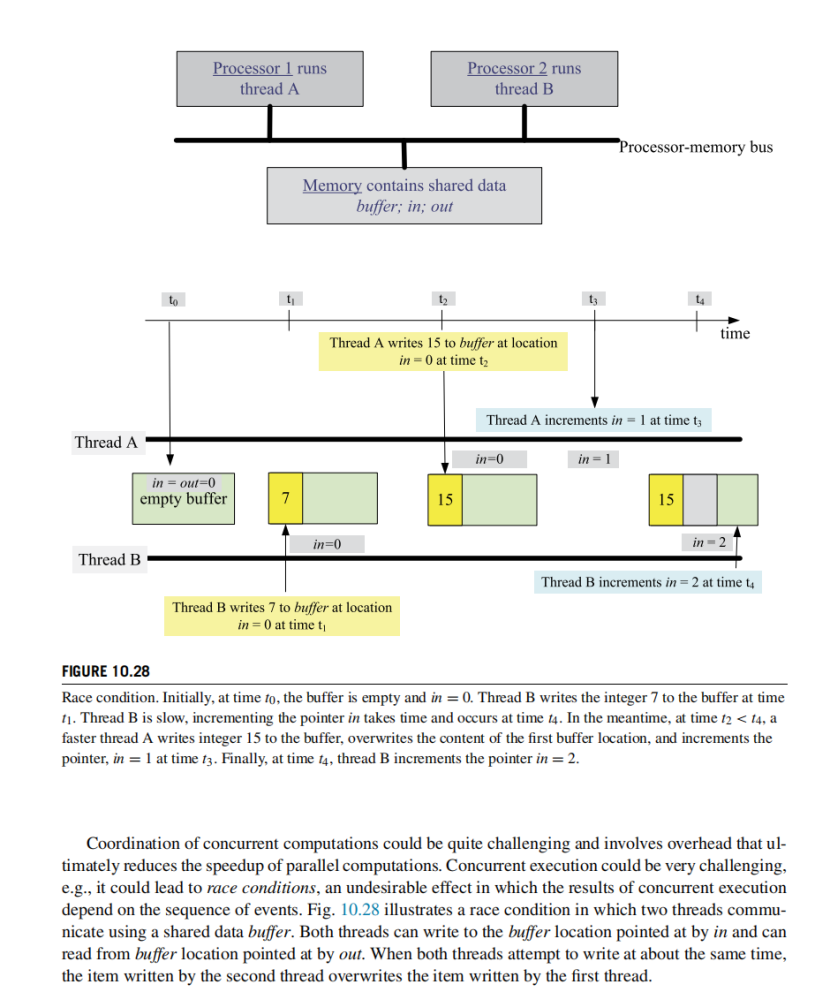 Processor 1 runs
thread A
Processor 2 runs
thread B
Processor-memory bus
Memory contains shared data
buffer; in; out
t0
t1
t2
t3
t4
time
Thread A writes 15 to buffer at location
in = 0 at time t2
Thread A increments in = 1 at time t3
Thread A
in=0
in = 1
in = out=0
empty buffer
7
15
15
in=0
in = 2
Thread B
Thread B increments in = 2 at time t4
Thread B writes 7 to buffer at location
in = 0 at time t1
FIGURE 10.28
Race condition. Initially, at time t0, the buffer is empty and in = 0. Thread B writes the integer 7 to the buffer at time
t1. Thread B is slow, incrementing the pointer in takes time and occurs at time t4. In the meantime, at time t2 < t4, a
faster thread A writes integer 15 to the buffer, overwrites the content of the first buffer location, and increments the
pointer, in = 1 at time t3. Finally, at time t4, thread B increments the pointer in = 2.
Coordination of concurrent computations could be quite challenging and involves overhead that ul-
timately reduces the speedup of parallel computations. Concurrent execution could be very challenging,
e.g., it could lead to race conditions, an undesirable effect in which the results of concurrent execution
depend on the sequence of events. Fig. 10.28 illustrates a race condition in which two threads commu-
nicate using a shared data buffer. Both threads can write to the buffer location pointed at by in and can
read from buffer location pointed at by out. When both threads attempt to write at about the same time,
the item written by the second thread overwrites the item written by the first thread.